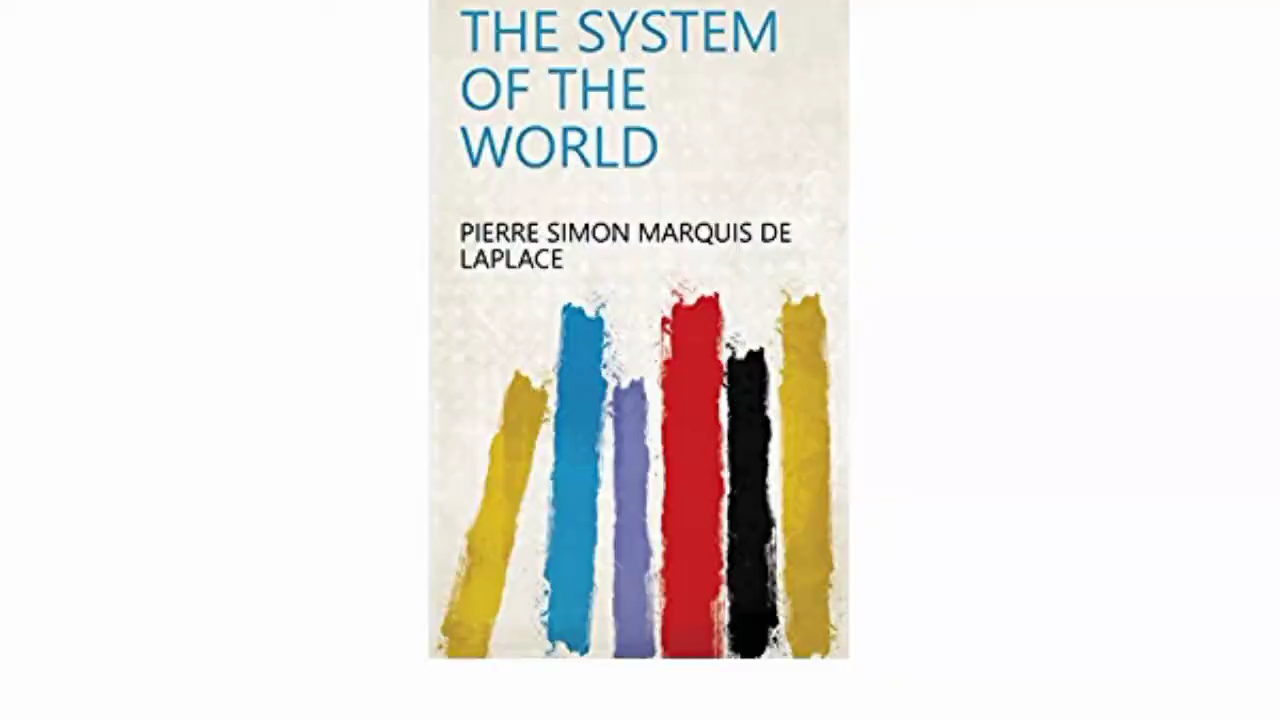 THE SYSTEM
OF THE
WORLD
PIERRE SIMON MARQUIS DE
LAPLACE